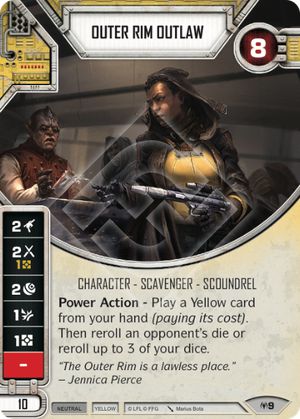 OUTER RIM OUTLAW
8
2
2
1
2
1
1
-
CHARACTER - SCAVENGER - SCOUNDREL
Power Action - Play a Yellow card
from your hand (paying its cost).
Then reroll an opponent's die or
reroll up to 3 of your dice.
"The Outer Rim is a lawless place."
– Jennica Pierce
10
NEUTRAL
YELLOW
© LFL © FFG
Marius Bota
9